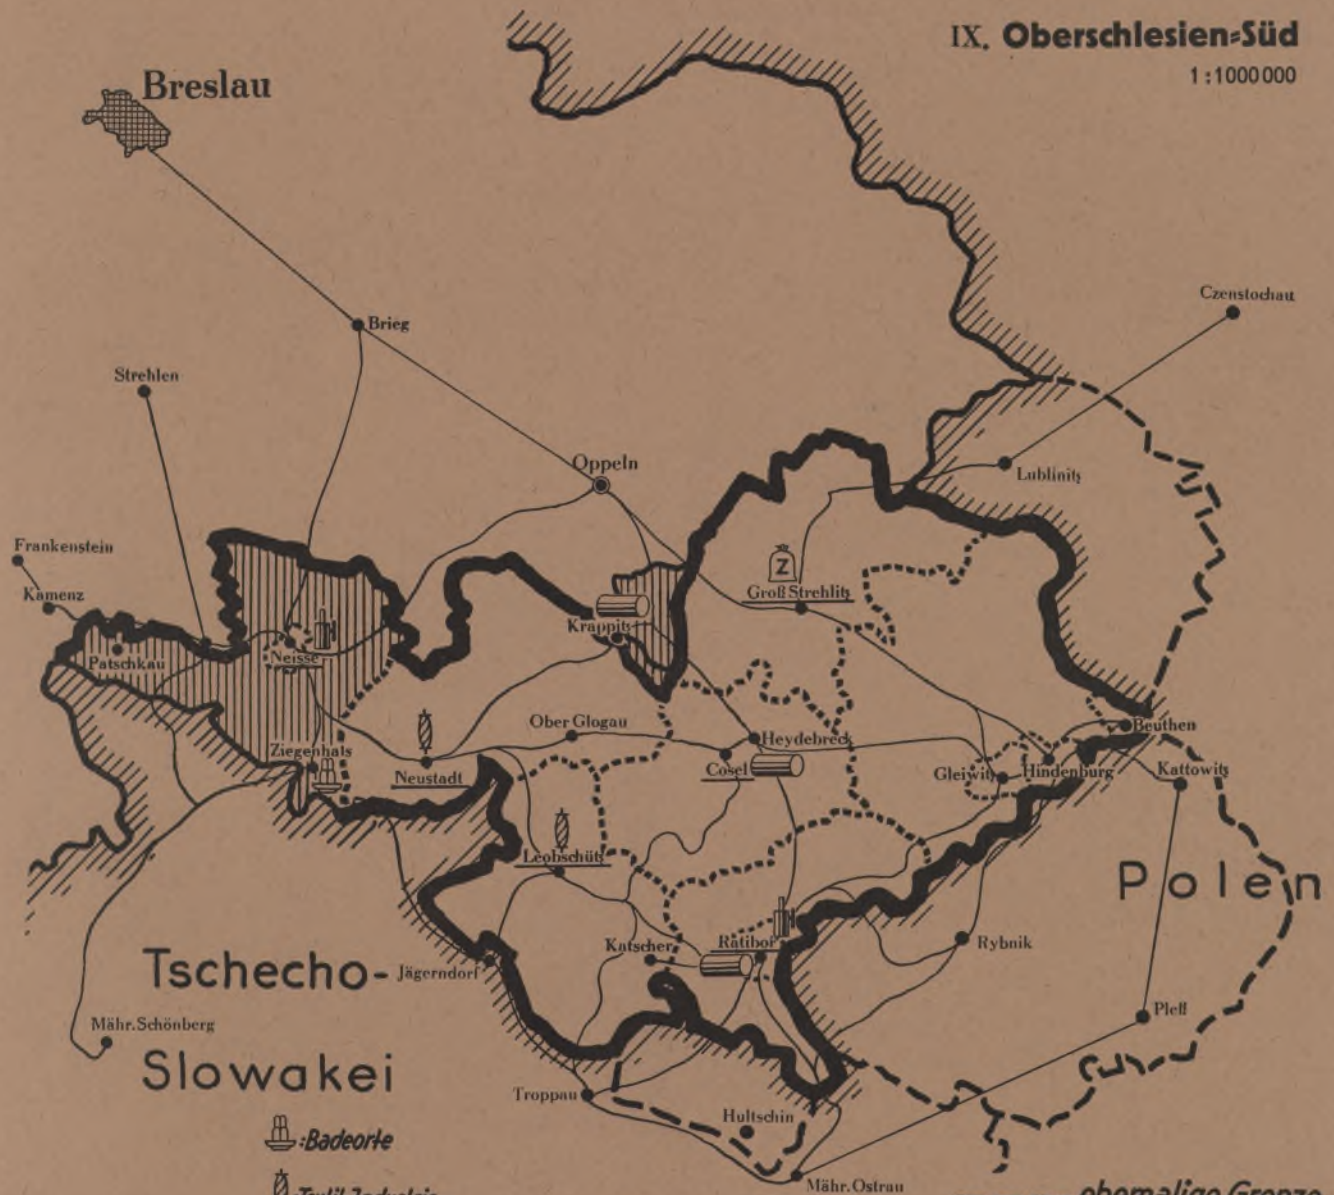 IX. Oberschlesien=Süd
1:1000000
Breslau
Czenstochau
Brieg
Strehlen
Oppeln
Lublinitz
Frankenstein
Kamenz
Z
Groß Strehlitz
Krappitz
Patschkau
Neisse
Ober Glogau
Heydebreck
Beuthen
Ziegenhals
Neustadt
Cosel
Gleiwitz
Hindenburg
Kattowitz
Leobschütz
Polen
Katscher
Ratibor
Rybnik
Tschecho-
Jägerndorf
Mähr. Schönberg
Pleß
Slowakei
Troppau
Hultschin
:Badeorte
:Textil-Industrie
Mähr. Ostrau
ehemalige Grenze